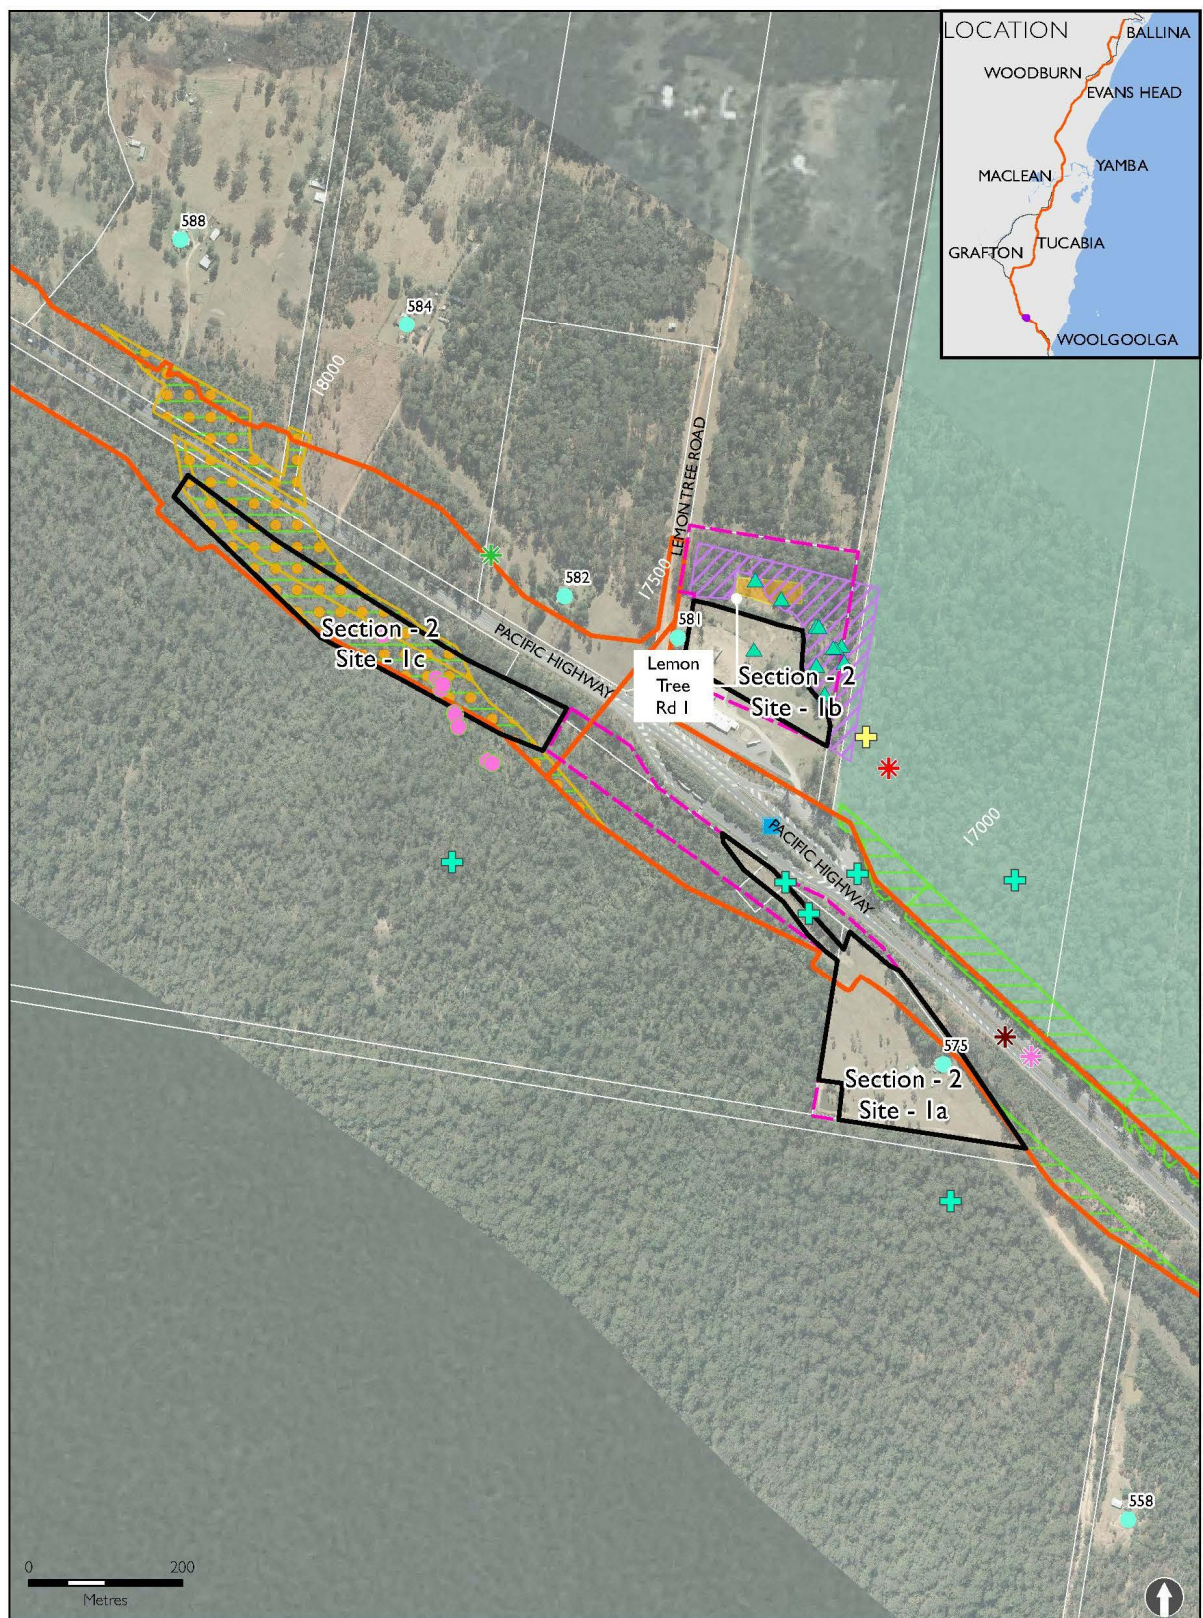 LOCATION
BALLINA
WOODBURN
EVANS HEAD
MACLEAN
YAMBA
GRAFTON
TUCABIA
WOOLGOOLGA
588
584
18000
LEMON TREE ROAD
582
17500
581
PACIFIC HIGHWAY
Section - 2
Site - 1c
Lemon
Tree
Rd 1
Section - 2
Site - 1b
PACIFIC HIGHWAY
17000
575
Section - 2
Site - 1a
558
0 200
Metres